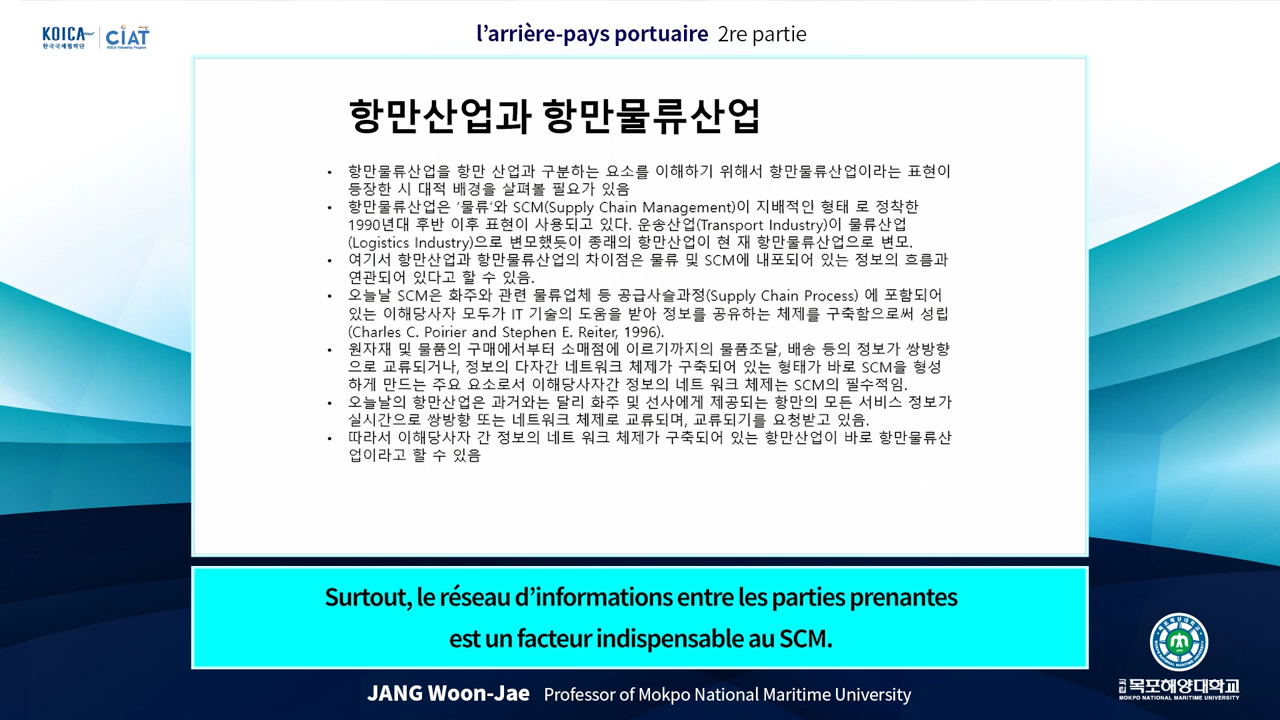 KOICA
한국국제협력단
CIAT
KOICA Fellowship Program
l’arrière-pays portuaire 2re partie
항만산업과 항만물류산업
• 항만물류산업을 항만 산업과 구분하는 요소를 이해하기 위해서 항만물류산업이라는 표현이
등장한 시 대적 배경을 살펴볼 필요가 있음
• 항만물류산업은 ‘물류’와 SCM(Supply Chain Management)이 지배적인 형태 로 정착한
1990년대 후반 이후 표현이 사용되고 있다. 운송산업(Transport Industry)이 물류산업
(Logistics Industry)으로 변모했듯이 종래의 항만산업이 현 재 항만물류산업으로 변모.
• 여기서 항만산업과 항만물류산업의 차이점은 물류 및 SCM에 내포되어 있는 정보의 흐름과
연관되어 있다고 할 수 있음.
• 오늘날 SCM은 화주와 관련 물류업체 등 공급사슬과정(Supply Chain Process) 에 포함되어
있는 이해당사자 모두가 IT 기술의 도움을 받아 정보를 공유하는 체제를 구축함으로써 성립
(Charles C. Poirier and Stephen E. Reiter, 1996).
• 원자재 및 물품의 구매에서부터 소매점에 이르기까지의 물품조달, 배송 등의 정보가 쌍방향
으로 교류되거나, 정보의 다자간 네트워크 체제가 구축되어 있는 형태가 바로 SCM을 형성
하게 만드는 주요 요소로서 이해당사자간 정보의 네트 워크 체제는 SCM의 필수적임.
• 오늘날의 항만산업은 과거와는 달리 화주 및 선사에게 제공되는 항만의 모든 서비스 정보가
실시간으로 쌍방향 또는 네트워크 체제로 교류되며, 교류되기를 요청받고 있음.
• 따라서 이해당사자 간 정보의 네트 워크 체제가 구축되어 있는 항만산업이 바로 항만물류산
업이라고 할 수 있음
Surtout, le réseau d’informations entre les parties prenantes
est un facteur indispensable au SCM.
JANG Woon-Jae Professor of Mokpo National Maritime University
국립 목포해양대학교
MOKPO NATIONAL MARITIME UNIVERSITY